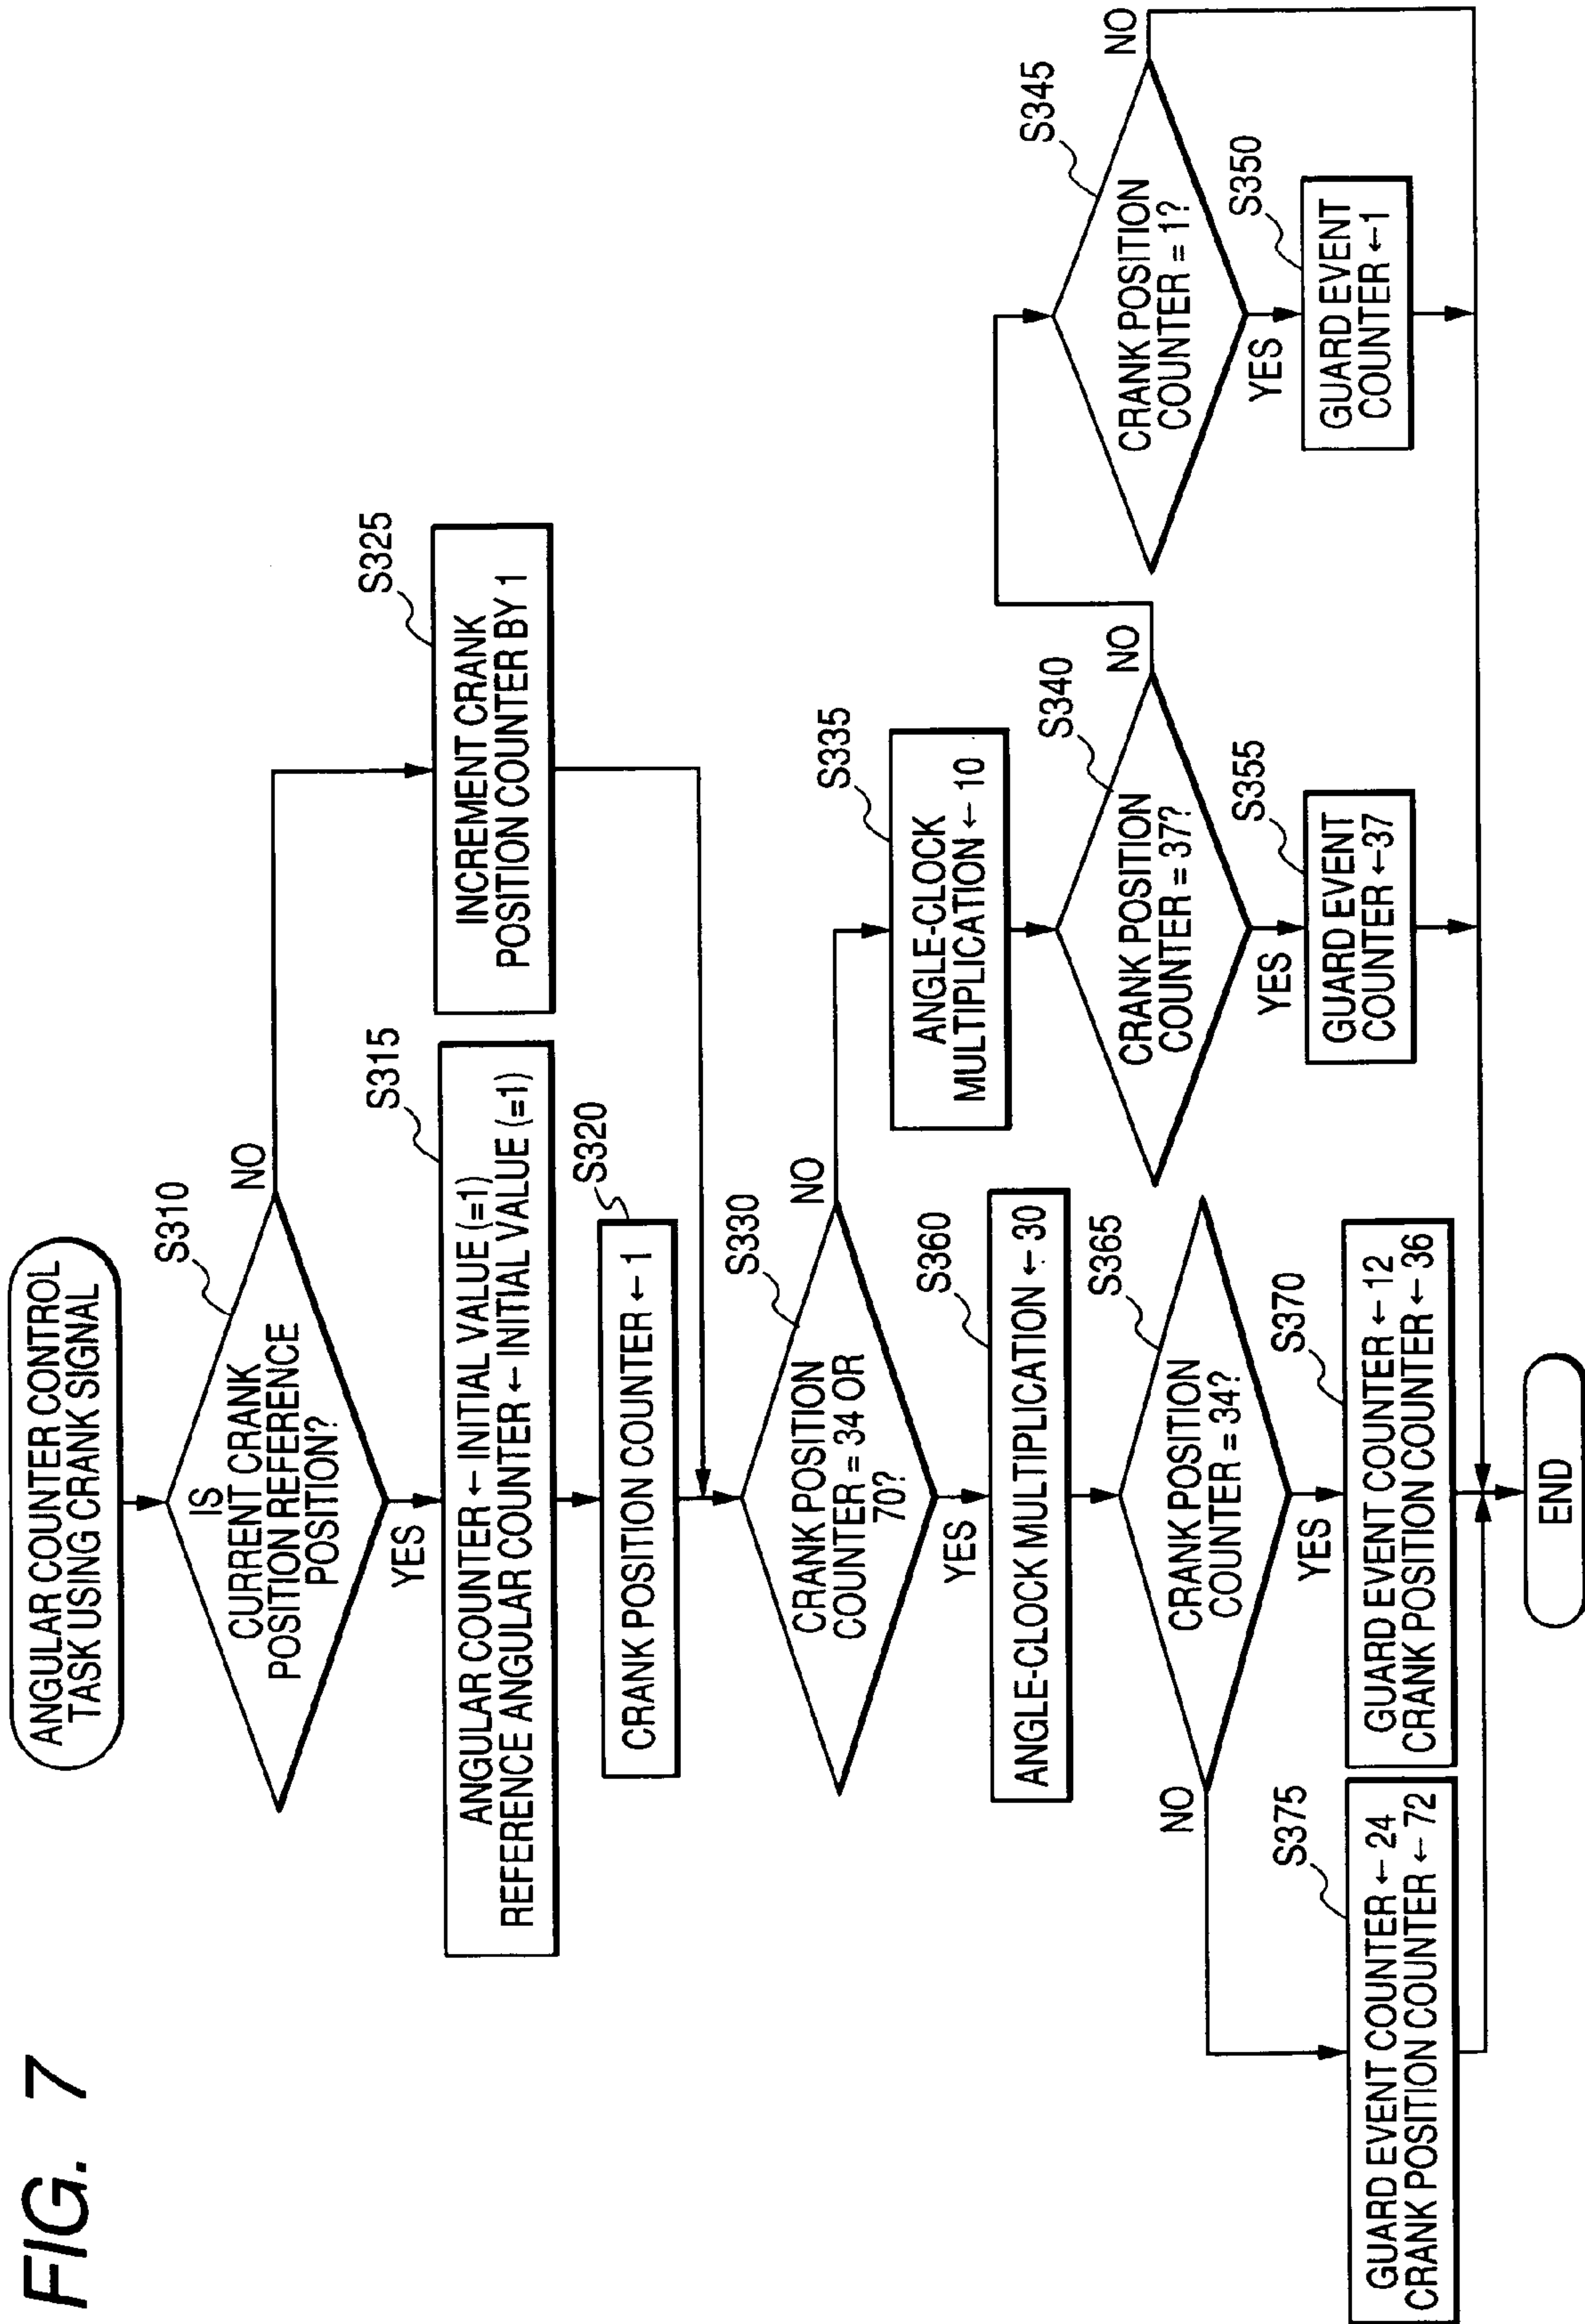 FIG. 7
ANGULAR COUNTER CONTROL
TASK USING CRANK SIGNAL
S310
IS
CURRENT CRANK
POSITION REFERENCE
POSITION?
NO
YES
S315
ANGULAR COUNTER ← INITIAL VALUE (=1)
REFERENCE ANGULAR COUNTER ← INITIAL VALUE (=1)
S325
INCREMENT CRANK
POSITION COUNTER BY 1
S320
CRANK POSITION COUNTER ← 1
S330
CRANK POSITION
COUNTER = 34 OR
70?
NO
YES
S335
ANGLE-CLOCK
MULTIPLICATION ← 10
S360
ANGLE-CLOCK MULTIPLICATION ← 30
S340
CRANK POSITION
COUNTER = 37?
NO
YES
S345
CRANK POSITION
COUNTER = 1?
NO
YES
S365
CRANK POSITION
COUNTER = 34?
NO
YES
S375
GUARD EVENT COUNTER ← 24
CRANK POSITION COUNTER ← 72
S370
GUARD EVENT COUNTER ← 12
CRANK POSITION COUNTER ← 36
S355
GUARD EVENT
COUNTER ←37
S350
GUARD EVENT
COUNTER ←1
END